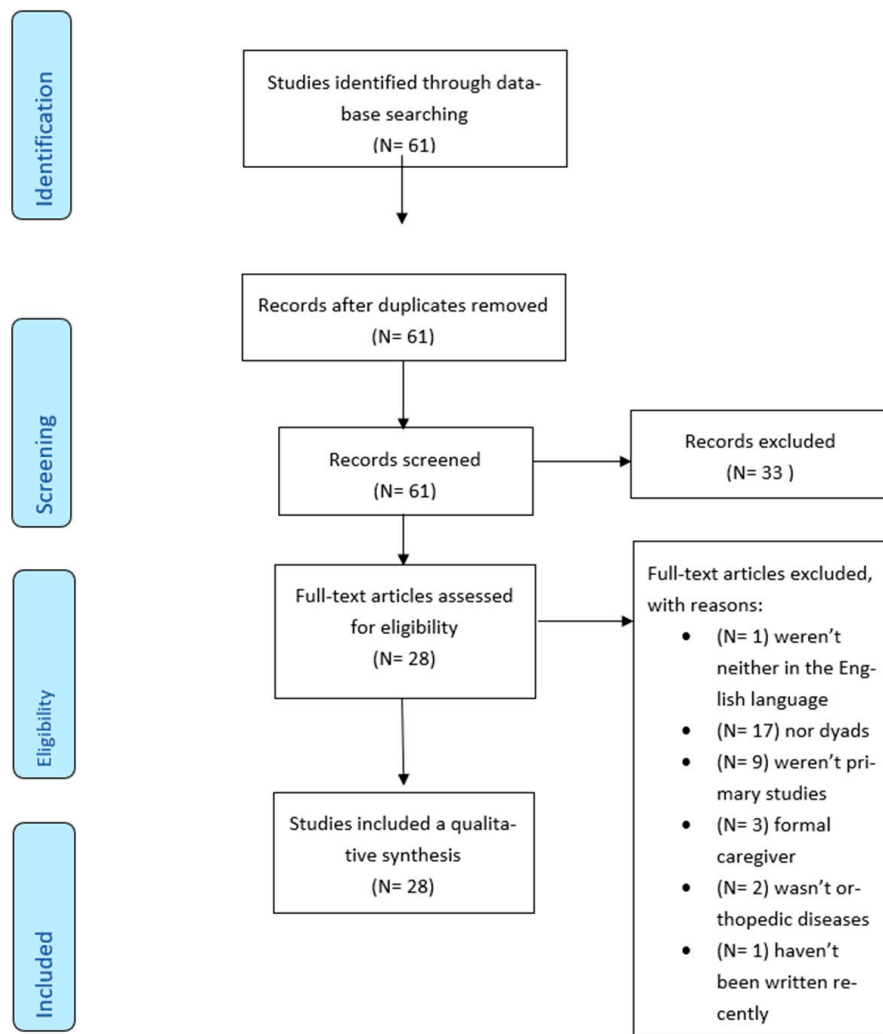 Identification
Studies identified through data-
base searching
(N= 61)
Records after duplicates removed
(N= 61)
Screening
Records screened
(N= 61)
Records excluded
(N= 33 )
Eligibility
Full-text articles assessed
for eligibility
(N= 28)
Full-text articles excluded,
with reasons:
• (N= 1) weren’t
neither in the Eng-
lish language
• (N= 17) nor dyads
• (N= 9) weren’t pri-
mary studies
• (N= 3) formal
caregiver
• (N= 2) wasn’t or-
thopedic diseases
• (N= 1) haven’t
been written re-
cently
Included
Studies included a qualita-
tive synthesis
(N= 28)